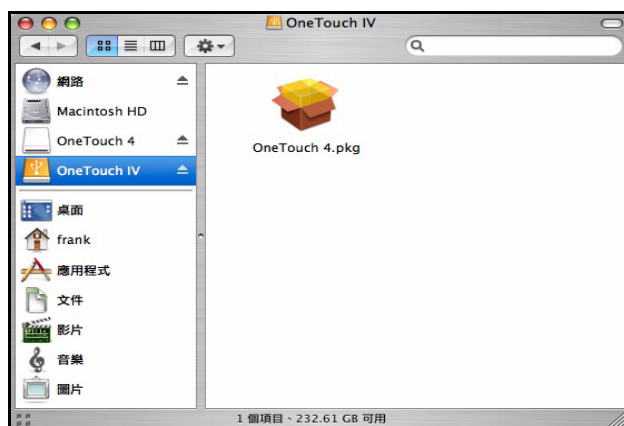 OneTouch IV
網路
Macintosh HD
OneTouch 4
OneTouch IV
桌面
frank
應用程式
文件
影片
音樂
圖片
OneTouch 4.pkg
1 個項目、232.61 GB 可用